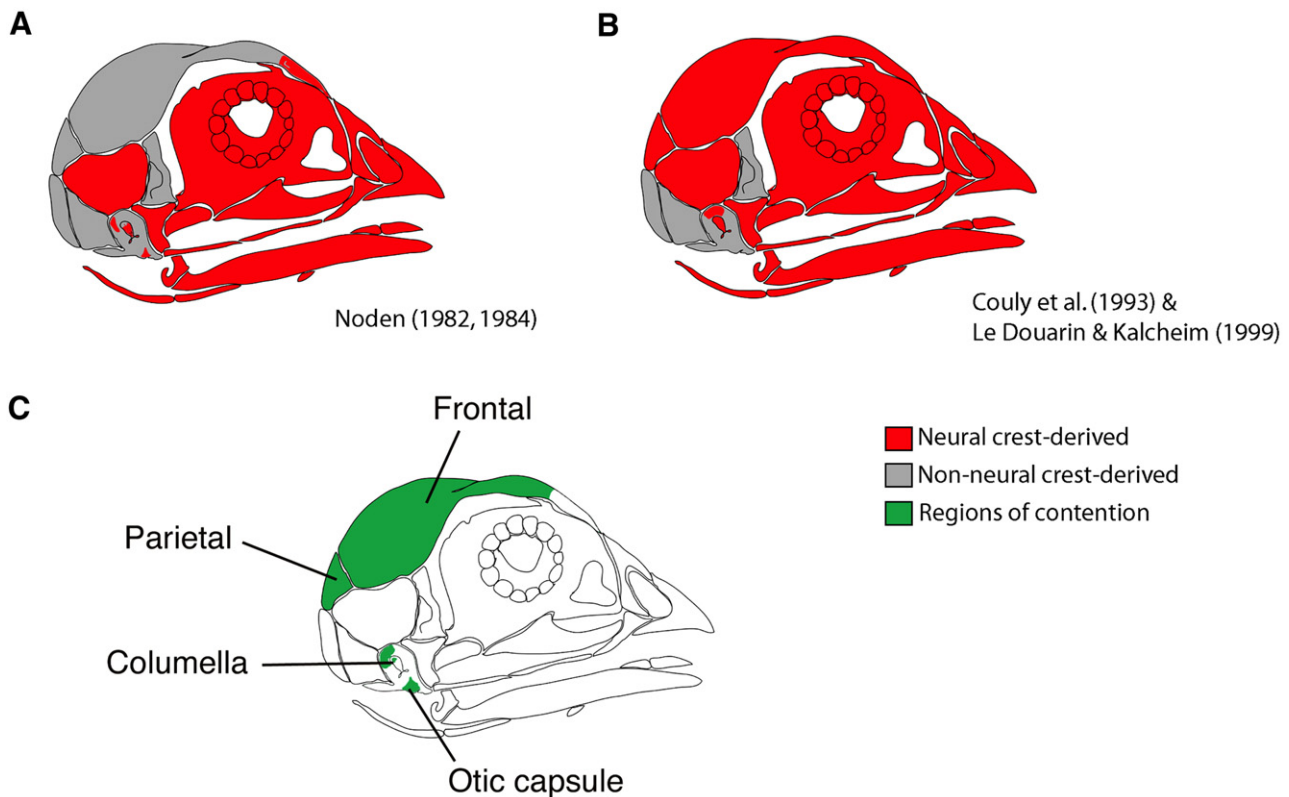 A
B
Noden (1982, 1984)
Couly et al. (1993) &
Le Douarin & Kalcheim (1999)
C
Frontal
Parietal
Columella
Otic capsule
Neural crest-derived
Non-neural crest-derived
Regions of contention